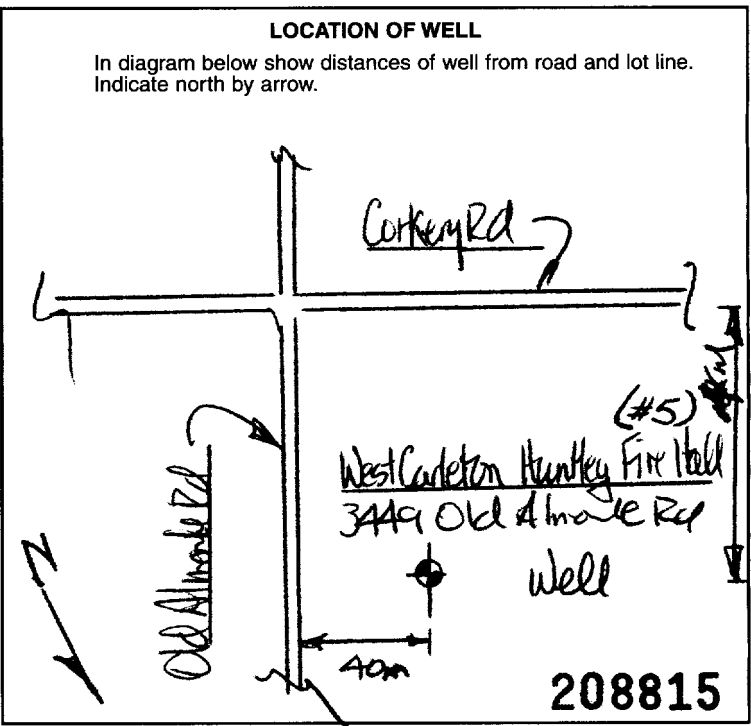 LOCATION OF WELL
In diagram below show distances of well from road and lot line.
Indicate north by arrow.
Corkery Rd
(#5)
West Carleton Huntley Fire Hall
3449 Old Almonte Rd
Well
Old Almonte Rd
N
40m
208815